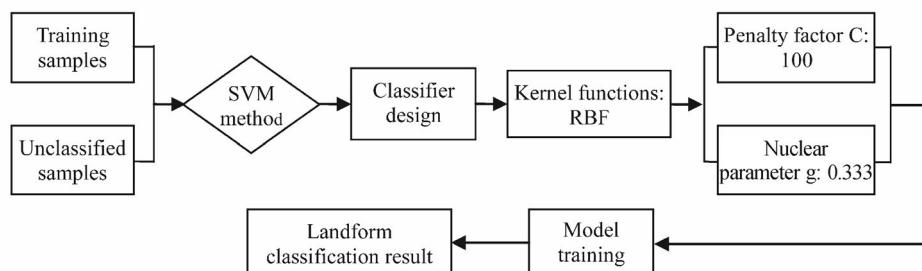 Training
samples
Unclassified
samples
SVM
method
Classifier
design
Kernel functions:
RBF
Penalty factor C:
100
Nuclear
parameter g: 0.333
Model
training
Landform
classification result